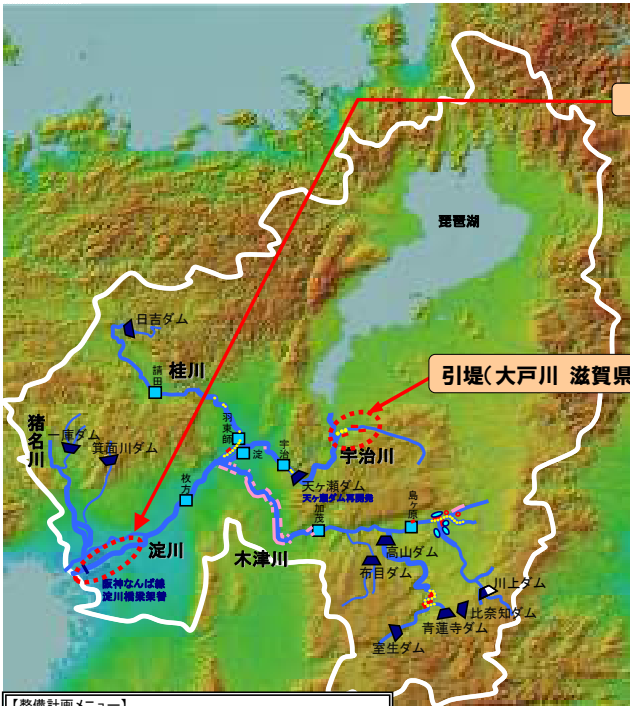 琵琶湖
日吉ダム
請田
桂川
引堤(大戸川 滋賀県
猪名川
一庫ダム
箕面川ダム
羽束師
淀
宇治
宇治川
天ヶ瀬ダム
天ヶ瀬ダム再開発
枚方
加茂
島ヶ原
淀川
木津川
高山ダム
布目ダム
阪神なんば線
淀川橋梁架替
川上ダム
比奈知ダム
青蓮寺ダム
室生ダム
【整備計画メニュー】